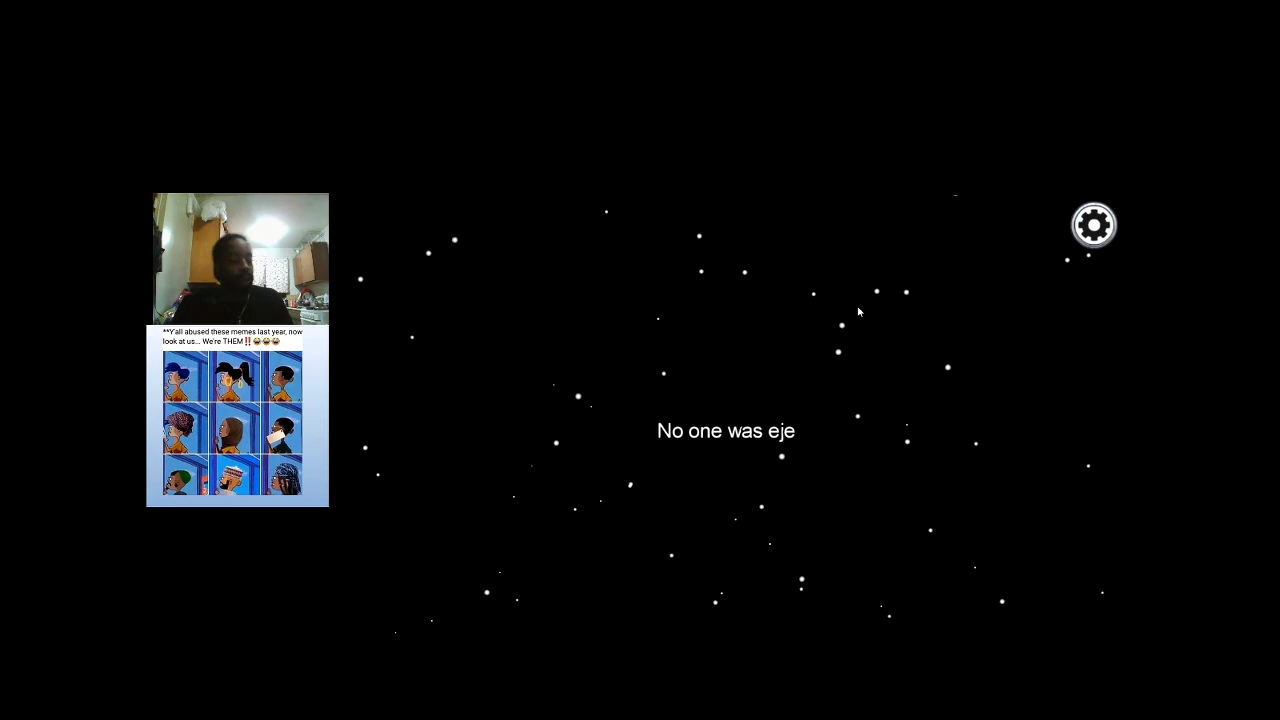 **Y'all abused these memes last year, now
look at us... We're THEM‼️😂😂😂
No one was eje